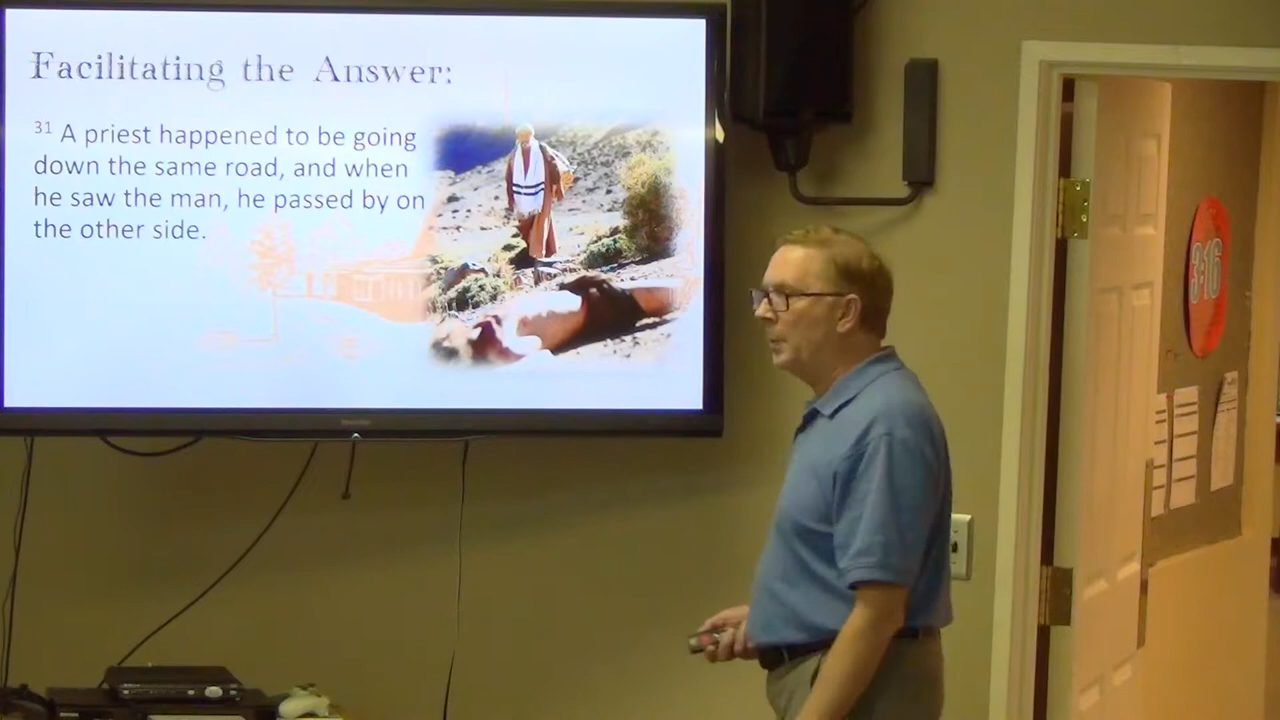 Facilitating the Answer:
31 A priest happened to be going
down the same road, and when
he saw the man, he passed by on
the other side.
3:16